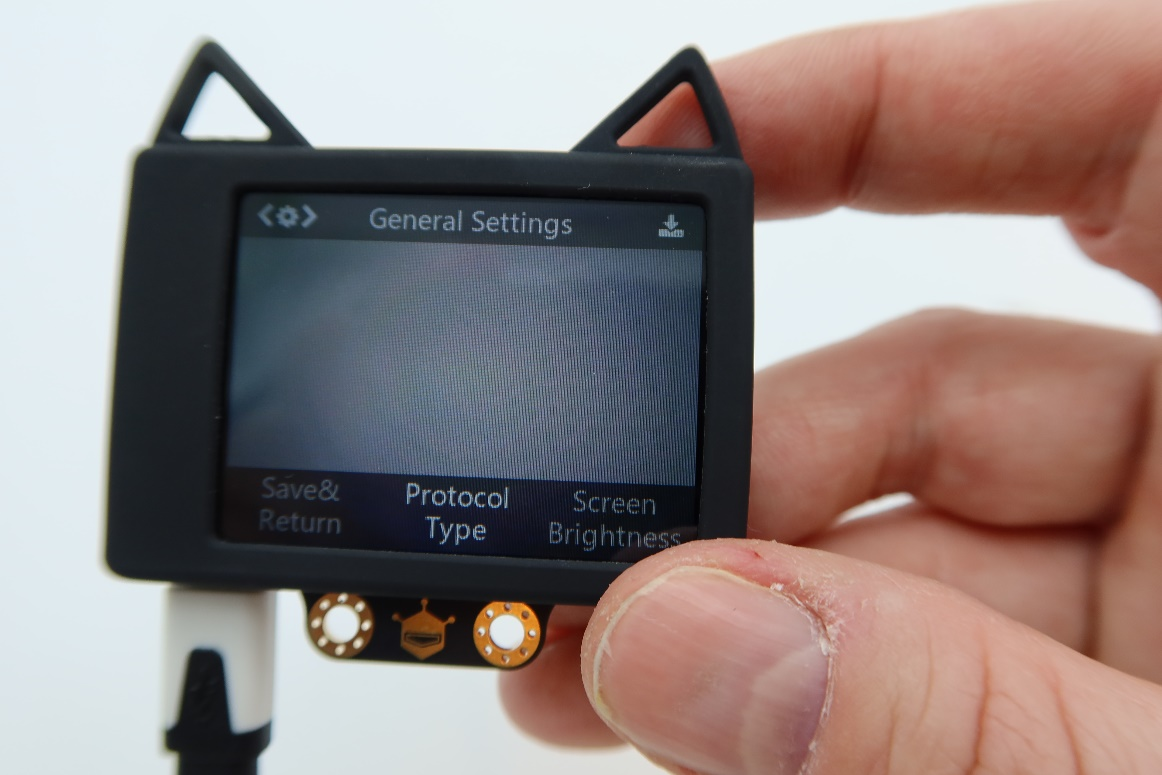 General Settings
Save&
Return
Protocol
Type
Screen
Brightness